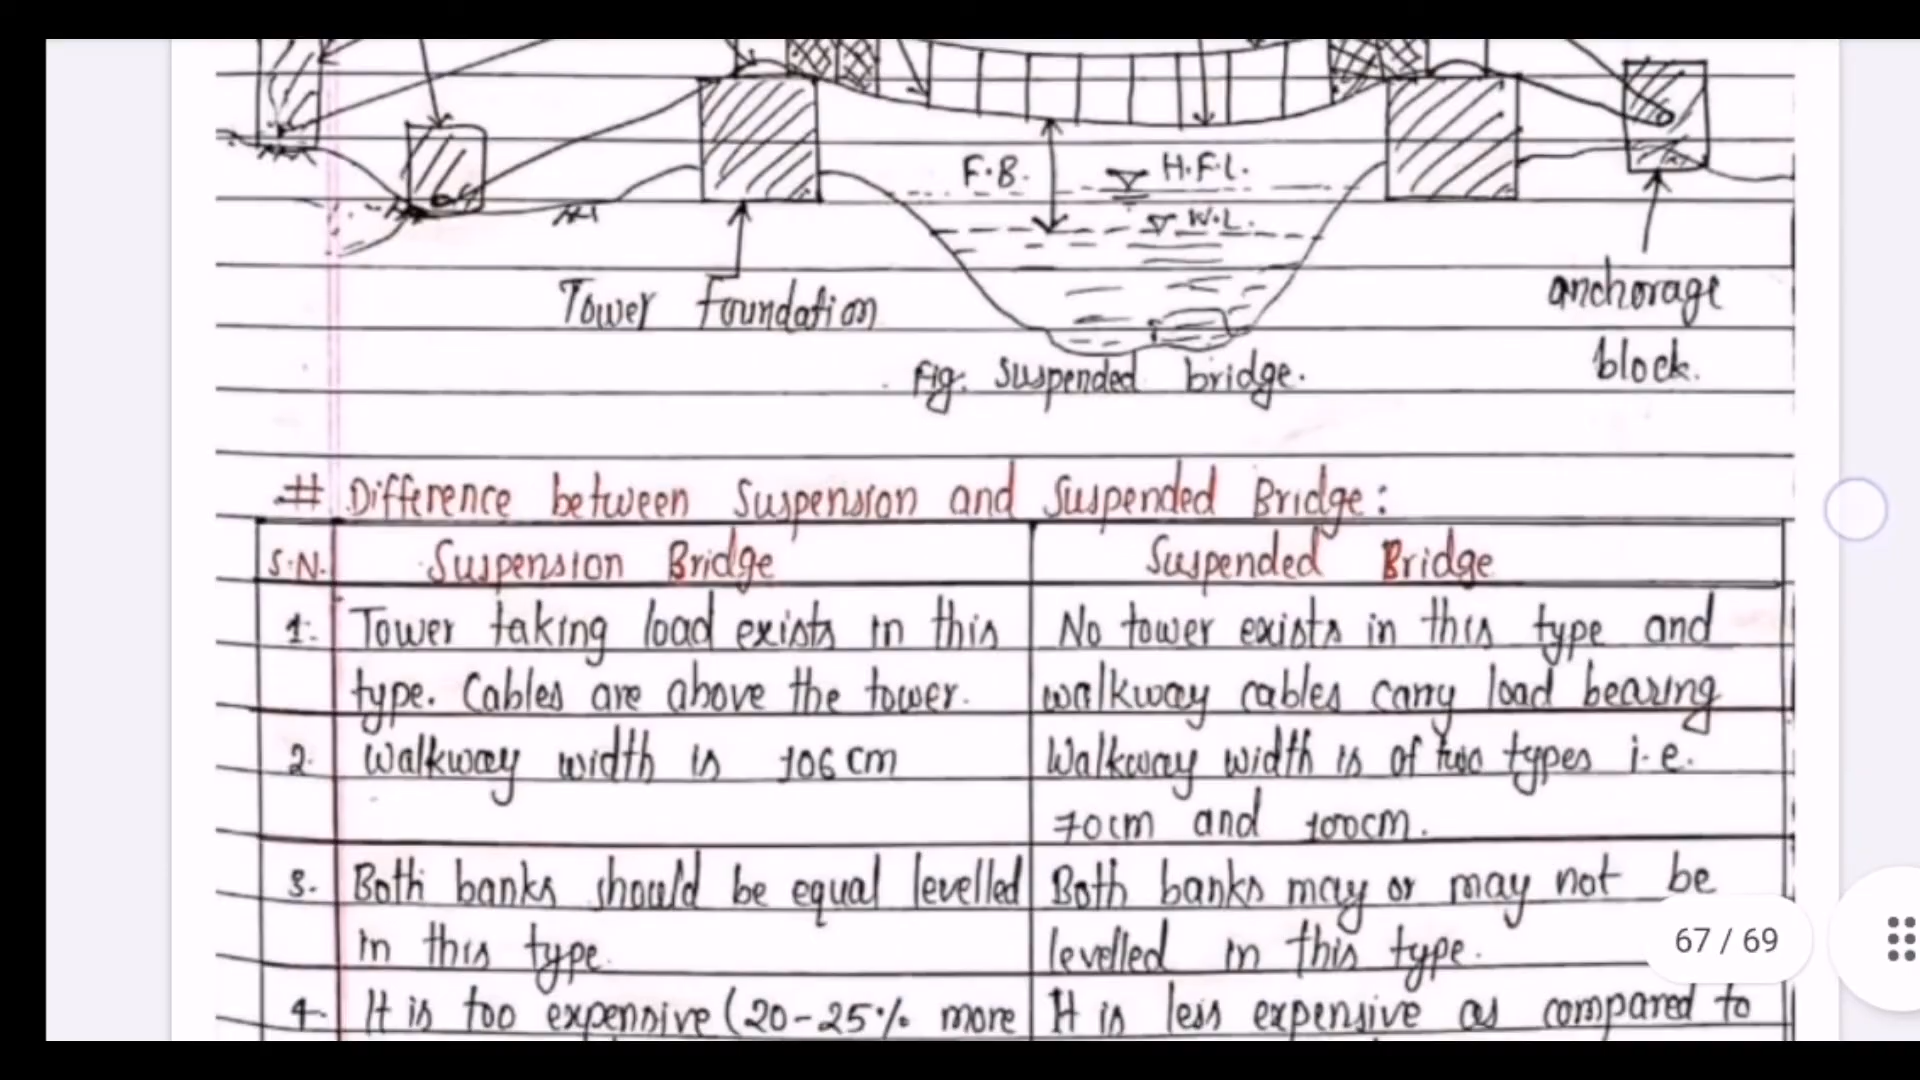 F.B. H.F.L.
W.L.
Tower Foundation
anchorage
block.
Fig. Suspended bridge.
# Difference between Suspension and Suspended Bridge:
S.N. Suspension Bridge Suspended Bridge
1. Tower taking load exists in this No tower exists in this type and
type. Cables are above the tower. walkway cables carry load bearing
2. Walkway width is 106 cm Walkway width is of two types i.e.
70cm and 100cm.
3. Both banks should be equal levelled Both banks may or may not be
in this type. levelled in this type.
67 / 69
4. It is too expensive (20-25% more It is less expensive as compared to